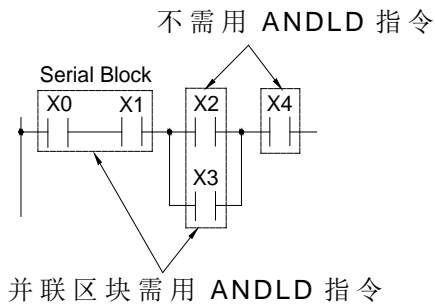 不需用 ANDLD 指令
Serial Block
X0 X1 X2 X4
X3
并联区块需用 ANDLD 指令